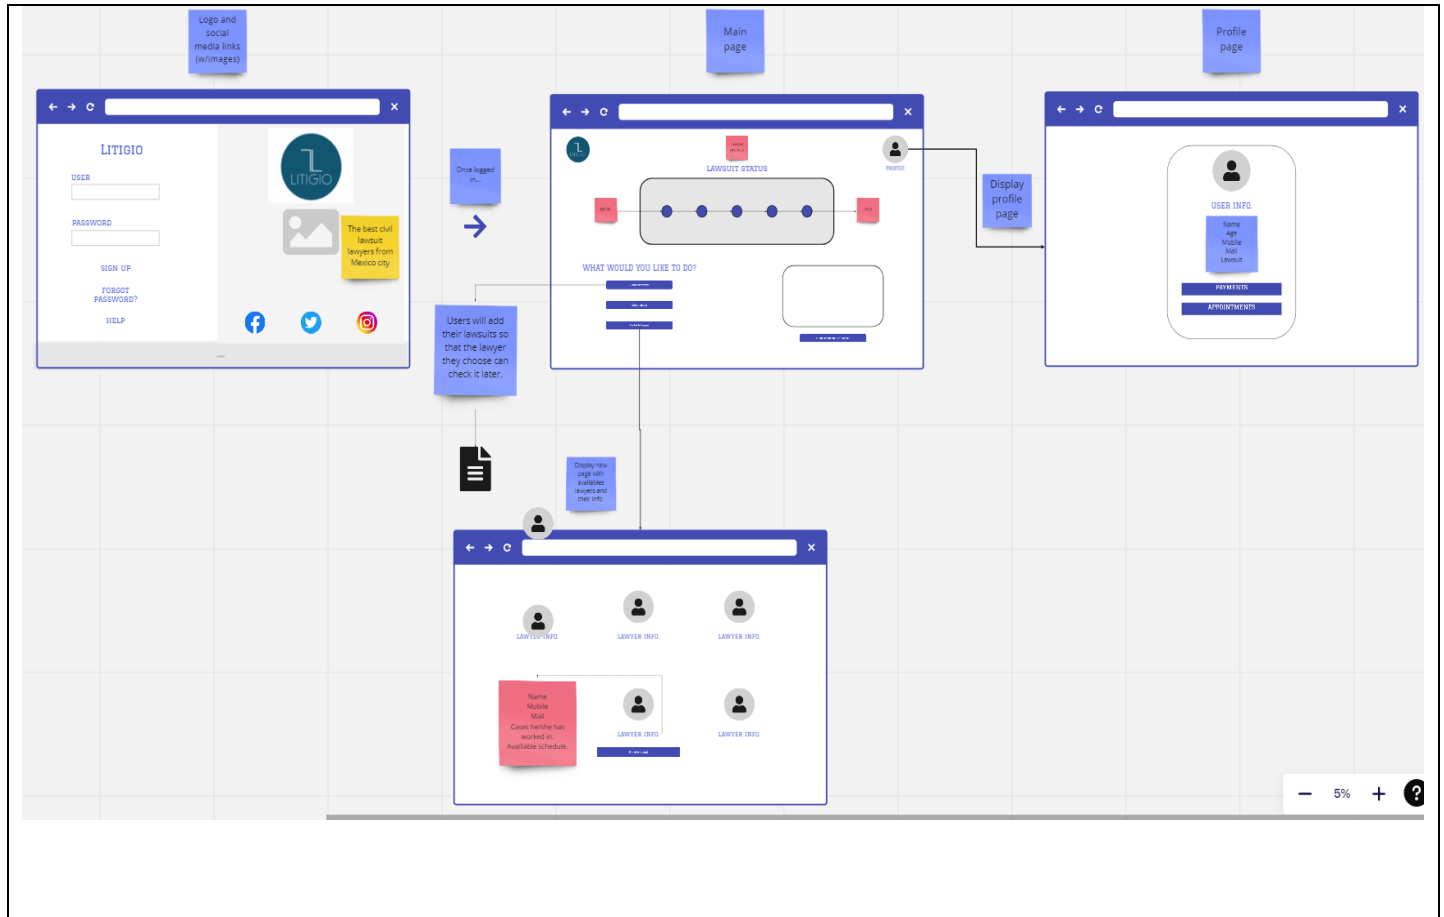 Logo and
social
media links
(w/images)
Main
page
Profile
page
LITIGIO
USER
PASSWORD
SIGN UP
FORGOT
PASSWORD?
HELP
LITIGIO
The best civil
lawsuit
lawyers from
Mexico city
Once logged
in...
LITIGIO
LAWSUIT STATUS
PROFILE
WHAT WOULD YOU LIKE TO DO?
Display
profile
page
USER INFO.
Name
Age
Mobile
Mail
Lawsuit
PAYMENTS
APPOINTMENTS
Users will add
their lawsuits so
that the lawyer
they choose can
check it later.
Display new
page with
availables
lawyers and
their info.
LAWYER INFO.
LAWYER INFO.
LAWYER INFO.
Name
Mobile
Mail
Caves he/she has
worked in.
Available schedule.
LAWYER INFO.
LAWYER INFO.
5%
?